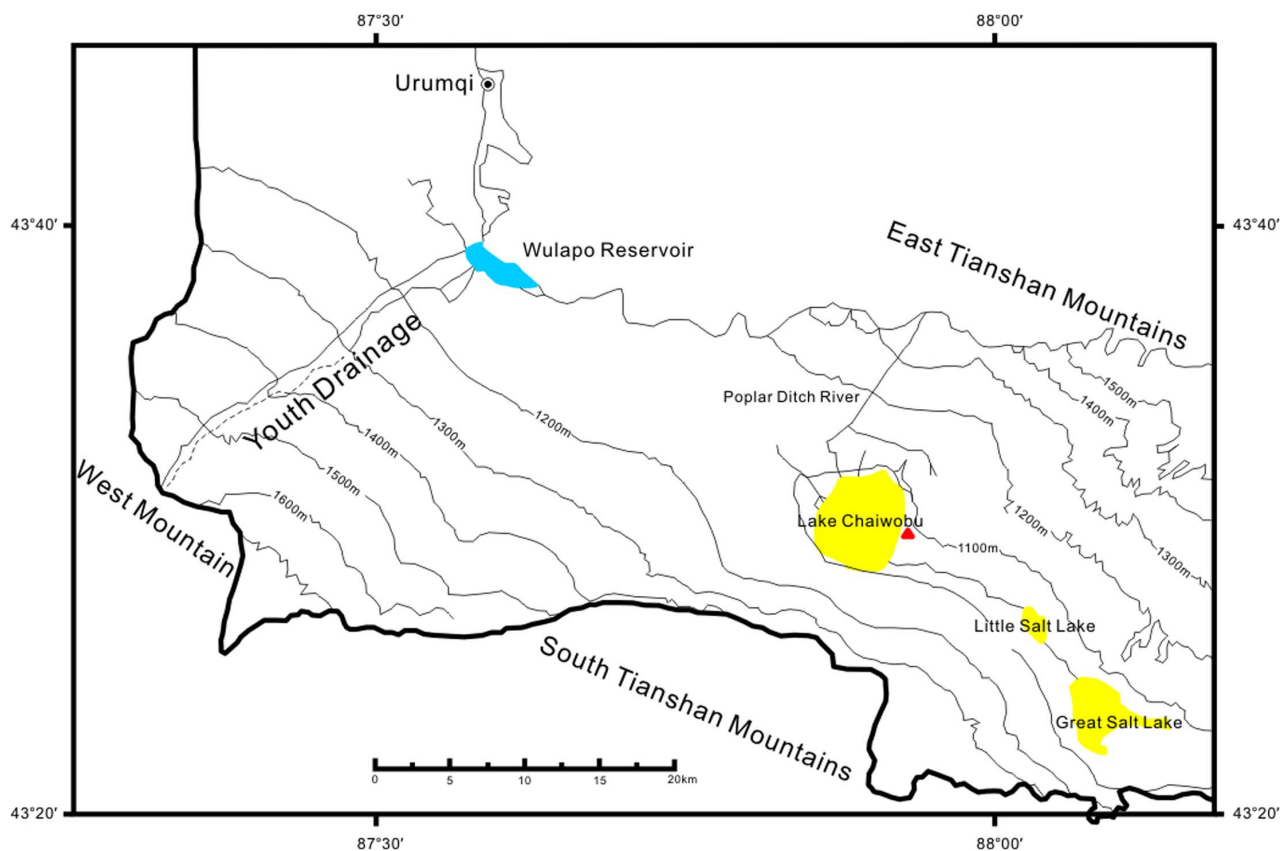 87°30′
88°00′
Urumqi
43°40′
43°40′
Wulapo Reservoir
East Tianshan Mountains
Youth Drainage
Poplar Ditch River
1500m
1400m
1200m
1300m
1400m
1500m
1600m
West Mountain
Lake Chaiwobu
1200m
1100m
1300m
Little Salt Lake
South Tianshan Mountains
Great Salt Lake
0 5 10 15 20km
43°20′
43°20′
87°30′
88°00′